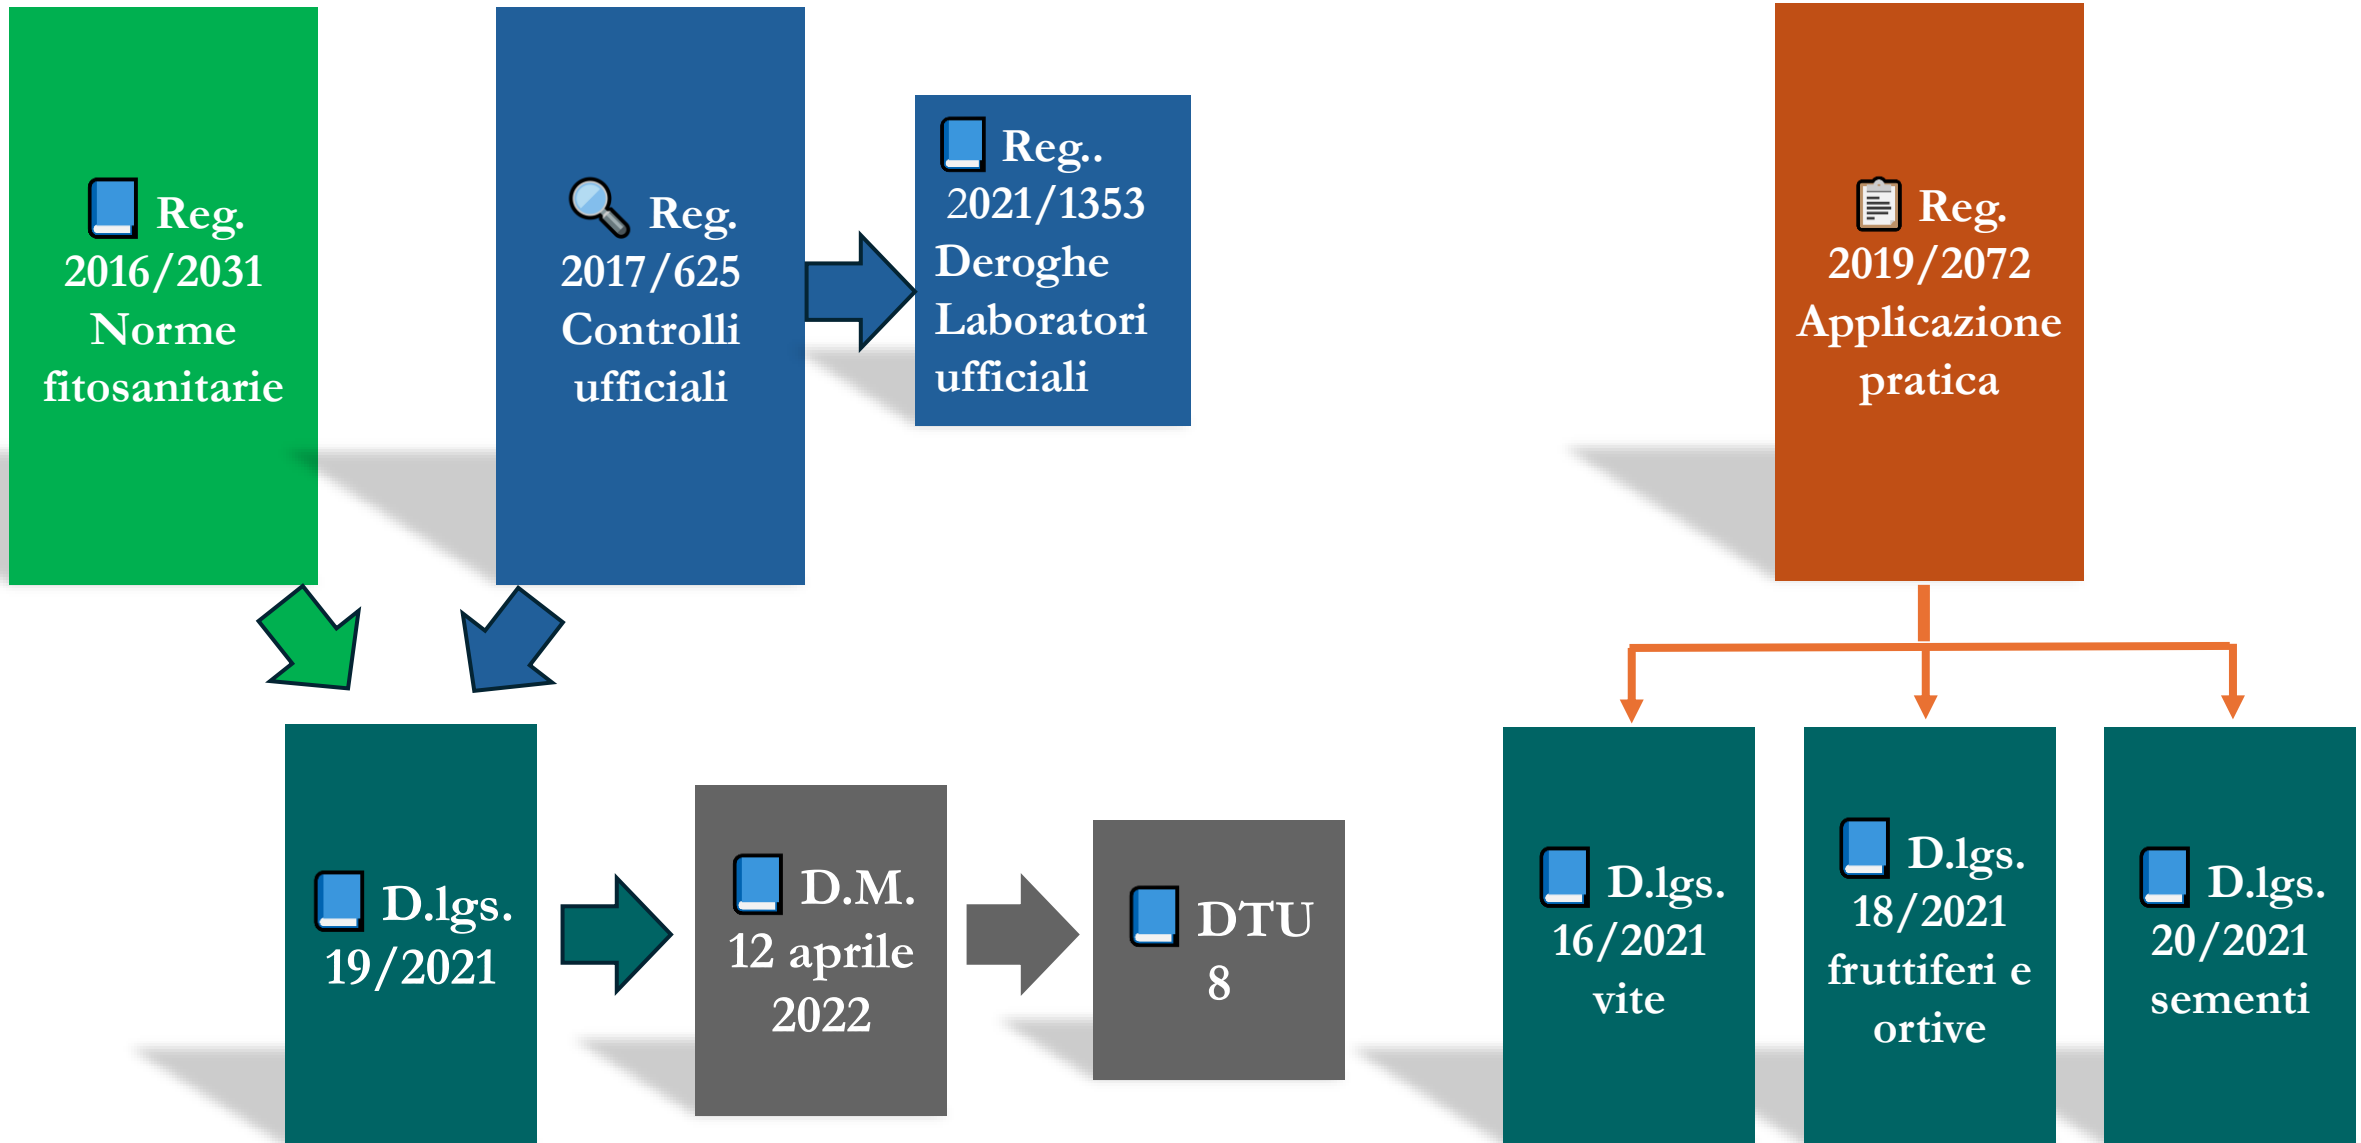 Reg.
2016/2031
Norme
fitosanitarie
Reg.
2017/625
Controlli
ufficiali
Reg..
2021/1353
Deroghe
Laboratori
ufficiali
Reg.
2019/2072
Applicazione
pratica
D.lgs.
19/2021
D.M.
12 aprile
2022
DTU
8
D.lgs.
16/2021
vite
D.lgs.
18/2021
fruttiferi e
ortive
D.lgs.
20/2021
sementi